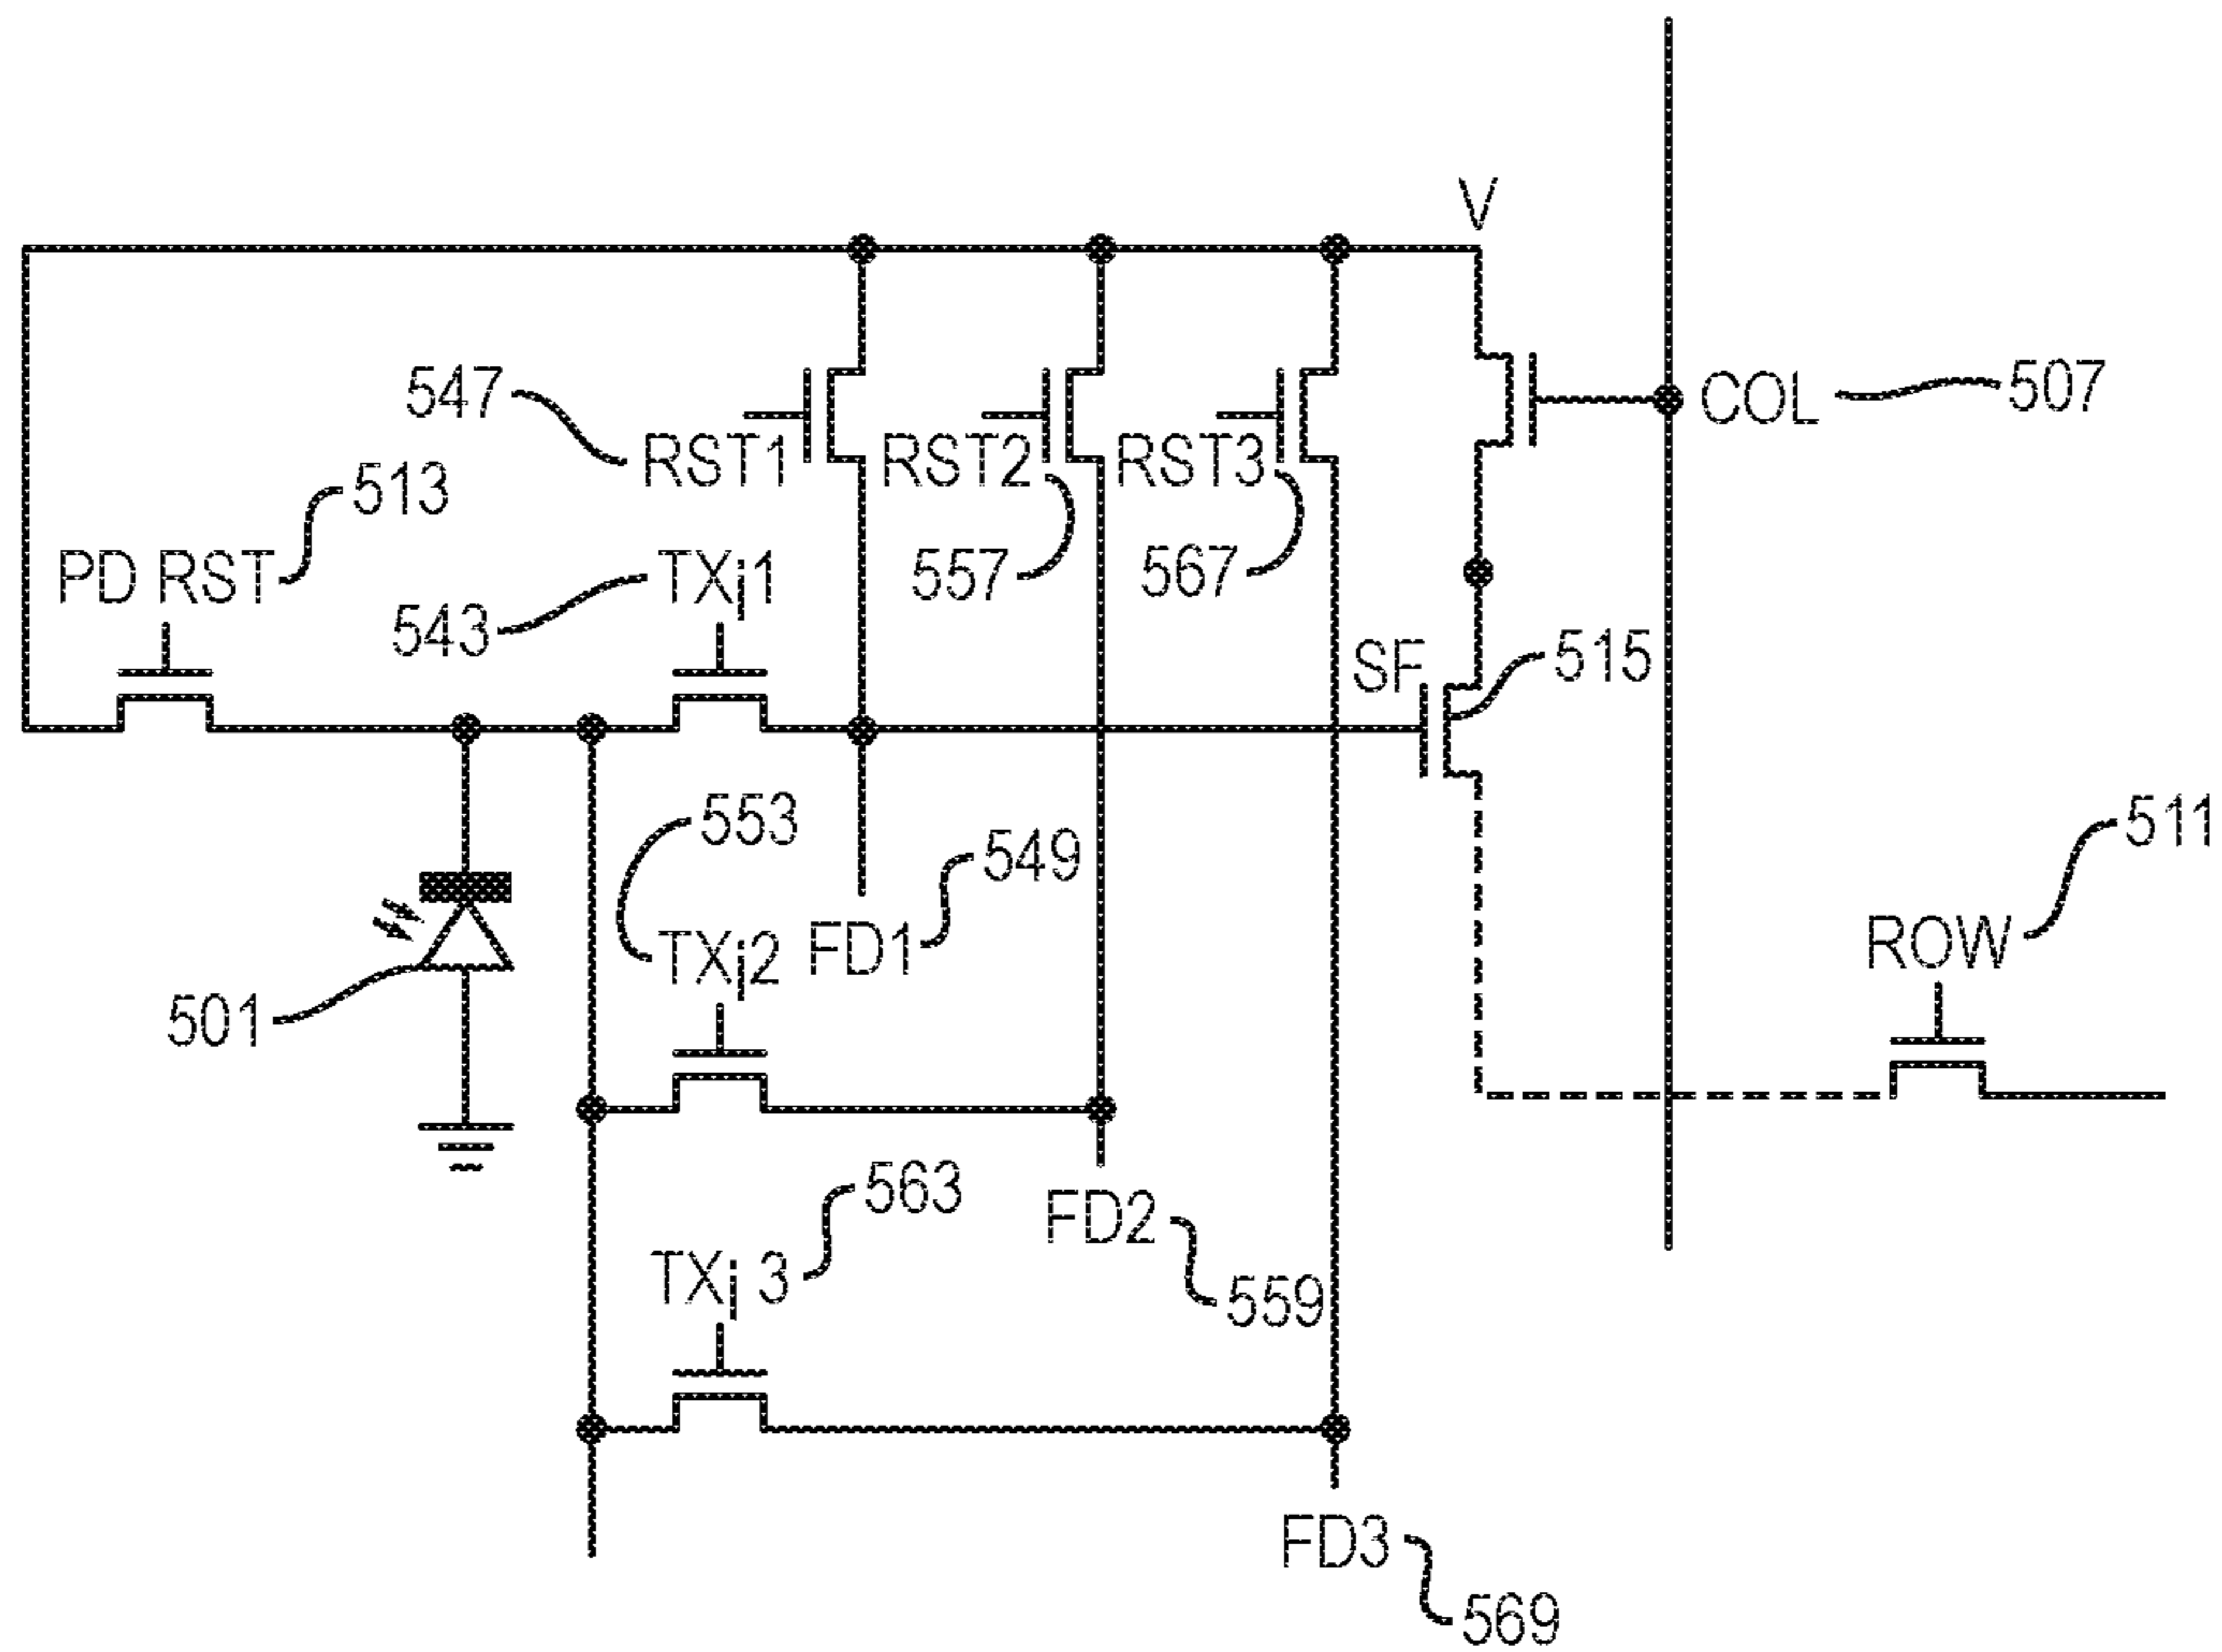 V
547
RST1
RST2
RST3
COL
507
513
PD RST
543
TXj1
557
567
SF
515
553
549
511
TXj2
FD1
ROW
501
563
FD2
TXj 3
559
FD3
569